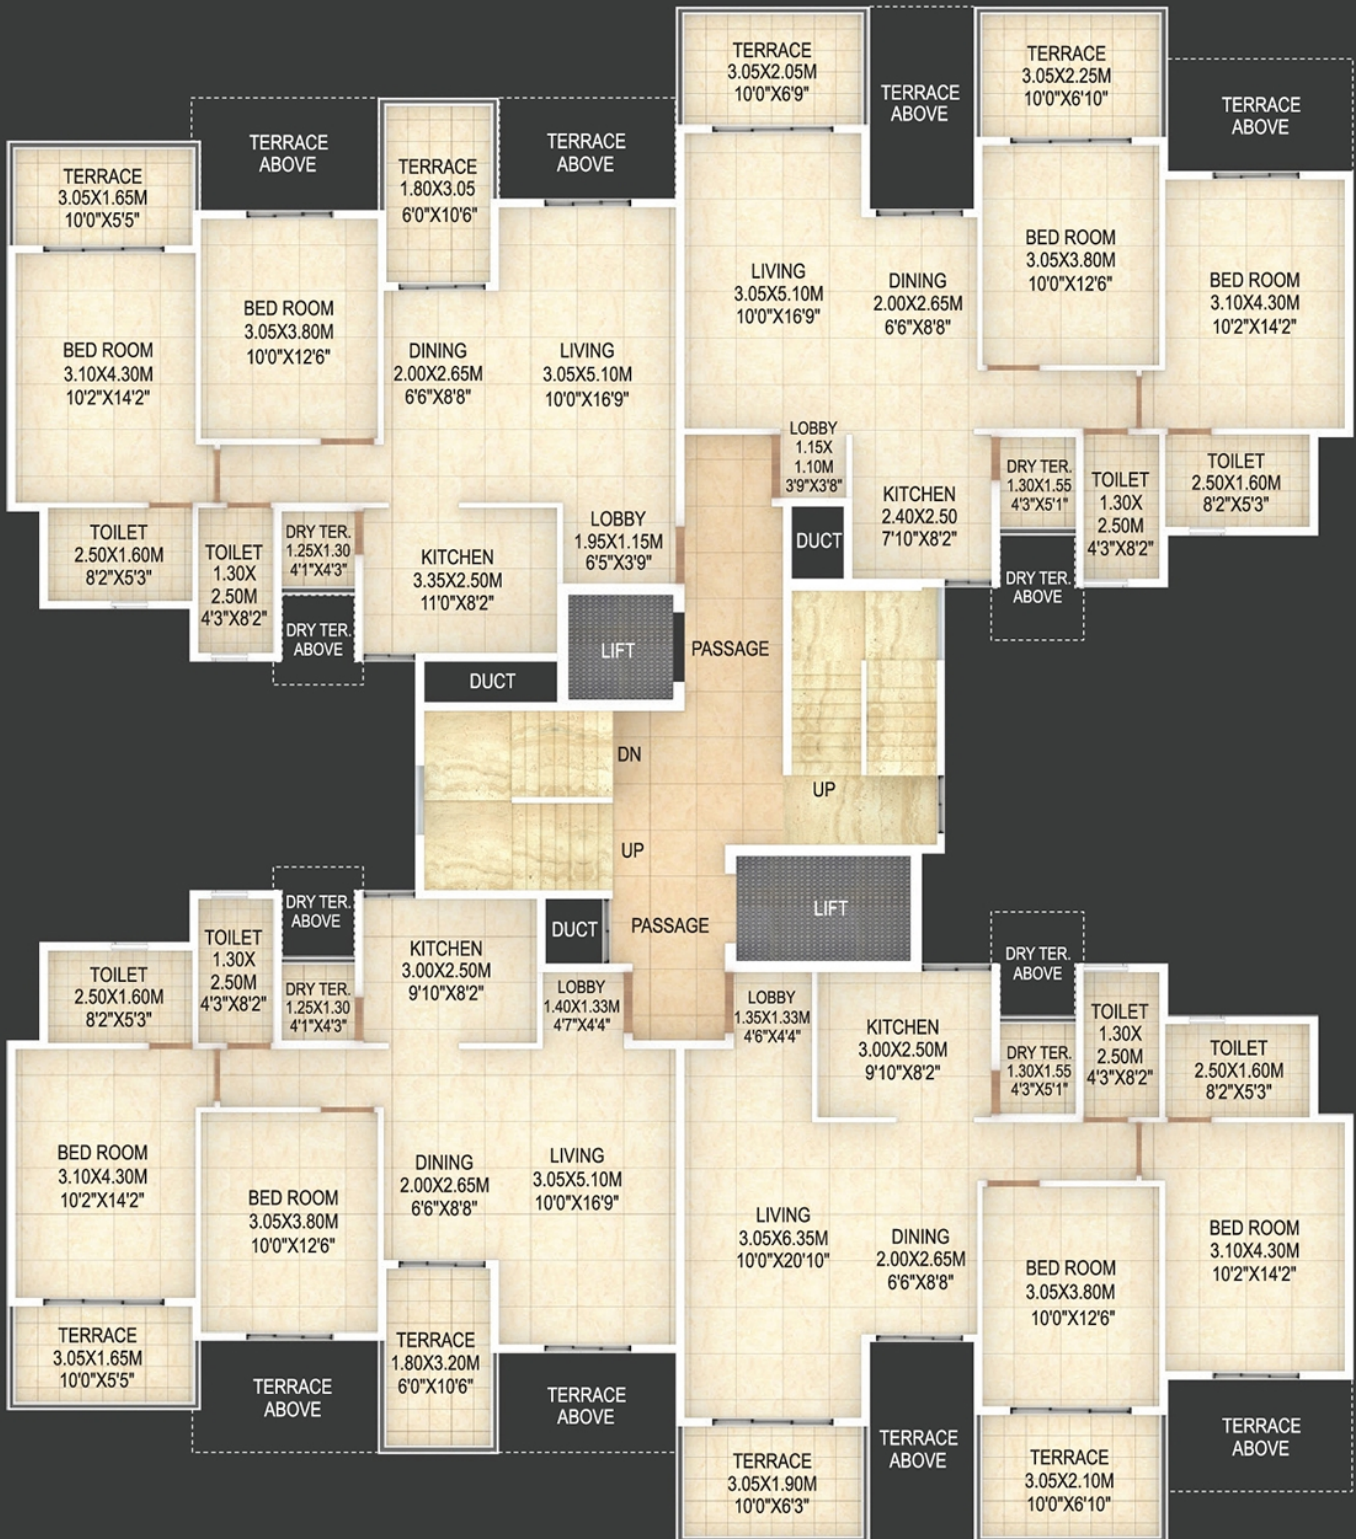 TERRACE
3.05X2.05M
10'0"X6'9"
TERRACE
ABOVE
TERRACE
3.05X2.25M
10'0"X6'10"
TERRACE
ABOVE
TERRACE
ABOVE
TERRACE
1.80X3.05
6'0"X10'6"
TERRACE
ABOVE
TERRACE
3.05X1.65M
10'0"X5'5"
BED ROOM
3.10X4.30M
10'2"X14'2"
BED ROOM
3.05X3.80M
10'0"X12'6"
DINING
2.00X2.65M
6'6"X8'8"
LIVING
3.05X5.10M
10'0"X16'9"
LIVING
3.05X5.10M
10'0"X16'9"
DINING
2.00X2.65M
6'6"X8'8"
BED ROOM
3.05X3.80M
10'0"X12'6"
BED ROOM
3.10X4.30M
10'2"X14'2"
TOILET
2.50X1.60M
8'2"X5'3"
TOILET
1.30X
2.50M
4'3"X8'2"
DRY TER.
1.25X1.30
4'1"X4'3"
DRY TER.
ABOVE
KITCHEN
3.35X2.50M
11'0"X8'2"
LOBBY
1.95X1.15M
6'5"X3'9"
LOBBY
1.15X
1.10M
3'9"X3'8"
DUCT
KITCHEN
2.40X2.50
7'10"X8'2"
DRY TER.
1.30X1.55
4'3"X5'1"
DRY TER.
ABOVE
TOILET
1.30X
2.50M
4'3"X8'2"
TOILET
2.50X1.60M
8'2"X5'3"
DUCT
LIFT
PASSAGE
DN
UP
UP
LIFT
DUCT
PASSAGE
TOILET
2.50X1.60M
8'2"X5'3"
TOILET
1.30X
2.50M
4'3"X8'2"
DRY TER.
ABOVE
DRY TER.
1.25X1.30
4'1"X4'3"
KITCHEN
3.00X2.50M
9'10"X8'2"
LOBBY
1.40X1.33M
4'7"X4'4"
LOBBY
1.35X1.33M
4'6"X4'4"
KITCHEN
3.00X2.50M
9'10"X8'2"
DRY TER.
ABOVE
DRY TER.
1.30X1.55
4'3"X5'1"
TOILET
1.30X
2.50M
4'3"X8'2"
TOILET
2.50X1.60M
8'2"X5'3"
BED ROOM
3.10X4.30M
10'2"X14'2"
BED ROOM
3.05X3.80M
10'0"X12'6"
DINING
2.00X2.65M
6'6"X8'8"
LIVING
3.05X5.10M
10'0"X16'9"
LIVING
3.05X6.35M
10'0"X20'10"
DINING
2.00X2.65M
6'6"X8'8"
BED ROOM
3.05X3.80M
10'0"X12'6"
BED ROOM
3.10X4.30M
10'2"X14'2"
TERRACE
3.05X1.65M
10'0"X5'5"
TERRACE
ABOVE
TERRACE
1.80X3.20M
6'0"X10'6"
TERRACE
ABOVE
TERRACE
3.05X1.90M
10'0"X6'3"
TERRACE
ABOVE
TERRACE
3.05X2.10M
10'0"X6'10"
TERRACE
ABOVE